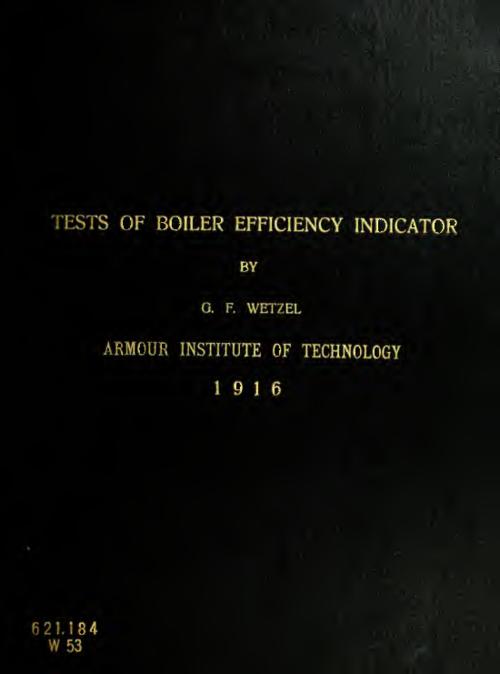 TESTS OF BOILER EFFICIENCY INDICATOR
BY
G. F. WETZEL
ARMOUR INSTITUTE OF TECHNOLOGY
1916
621.184
W 53